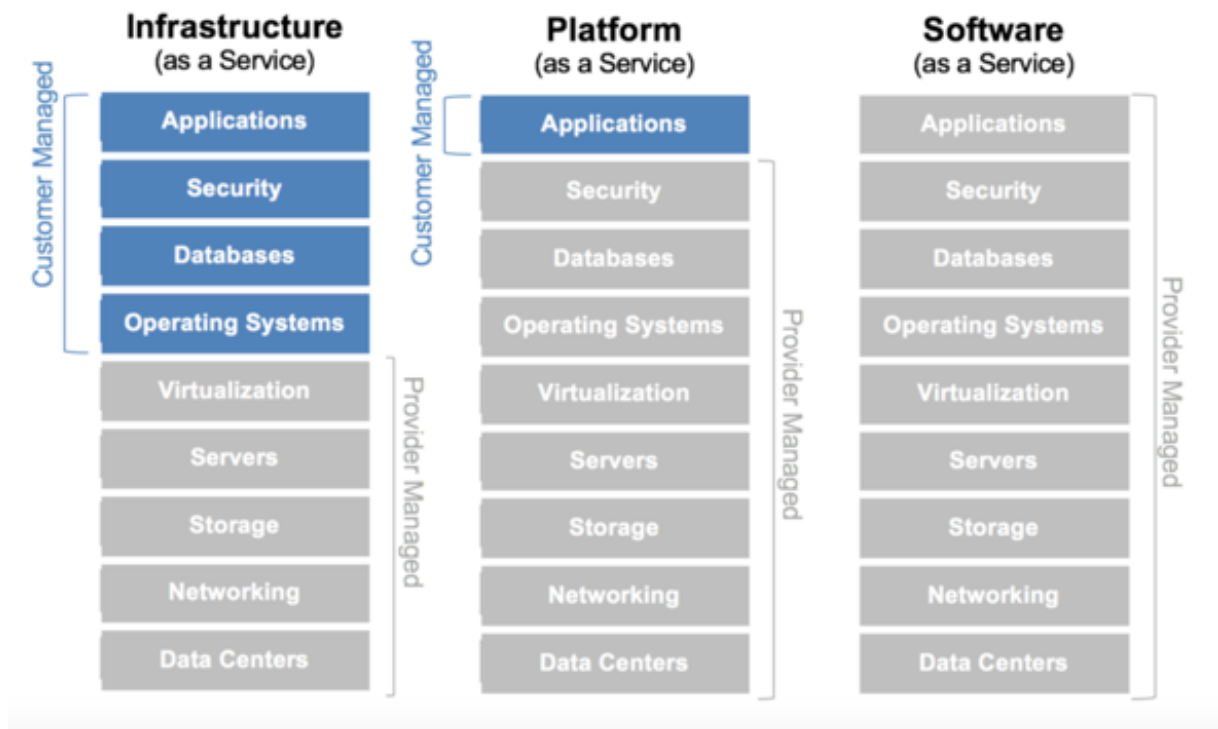 Infrastructure
(as a Service)
Customer Managed
Applications
Security
Databases
Operating Systems
Virtualization
Servers
Storage
Networking
Data Centers
Provider Managed
Platform
(as a Service)
Customer Managed
Applications
Security
Databases
Operating Systems
Virtualization
Servers
Storage
Networking
Data Centers
Provider Managed
Software
(as a Service)
Applications
Security
Databases
Operating Systems
Virtualization
Servers
Storage
Networking
Data Centers
Provider Managed